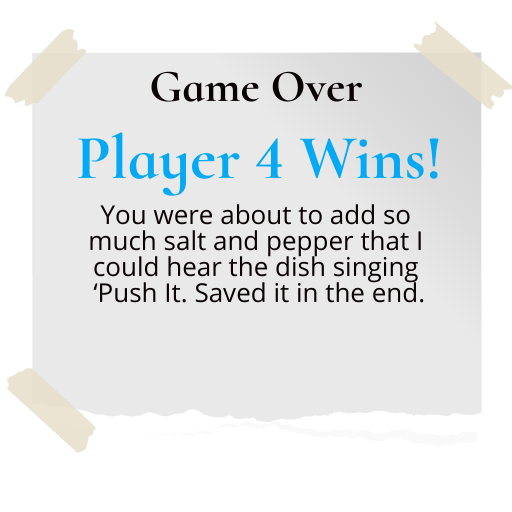 Game Over
Player 4 Wins!
You were about to add so
much salt and pepper that I
could hear the dish singing
‘Push It. Saved it in the end.